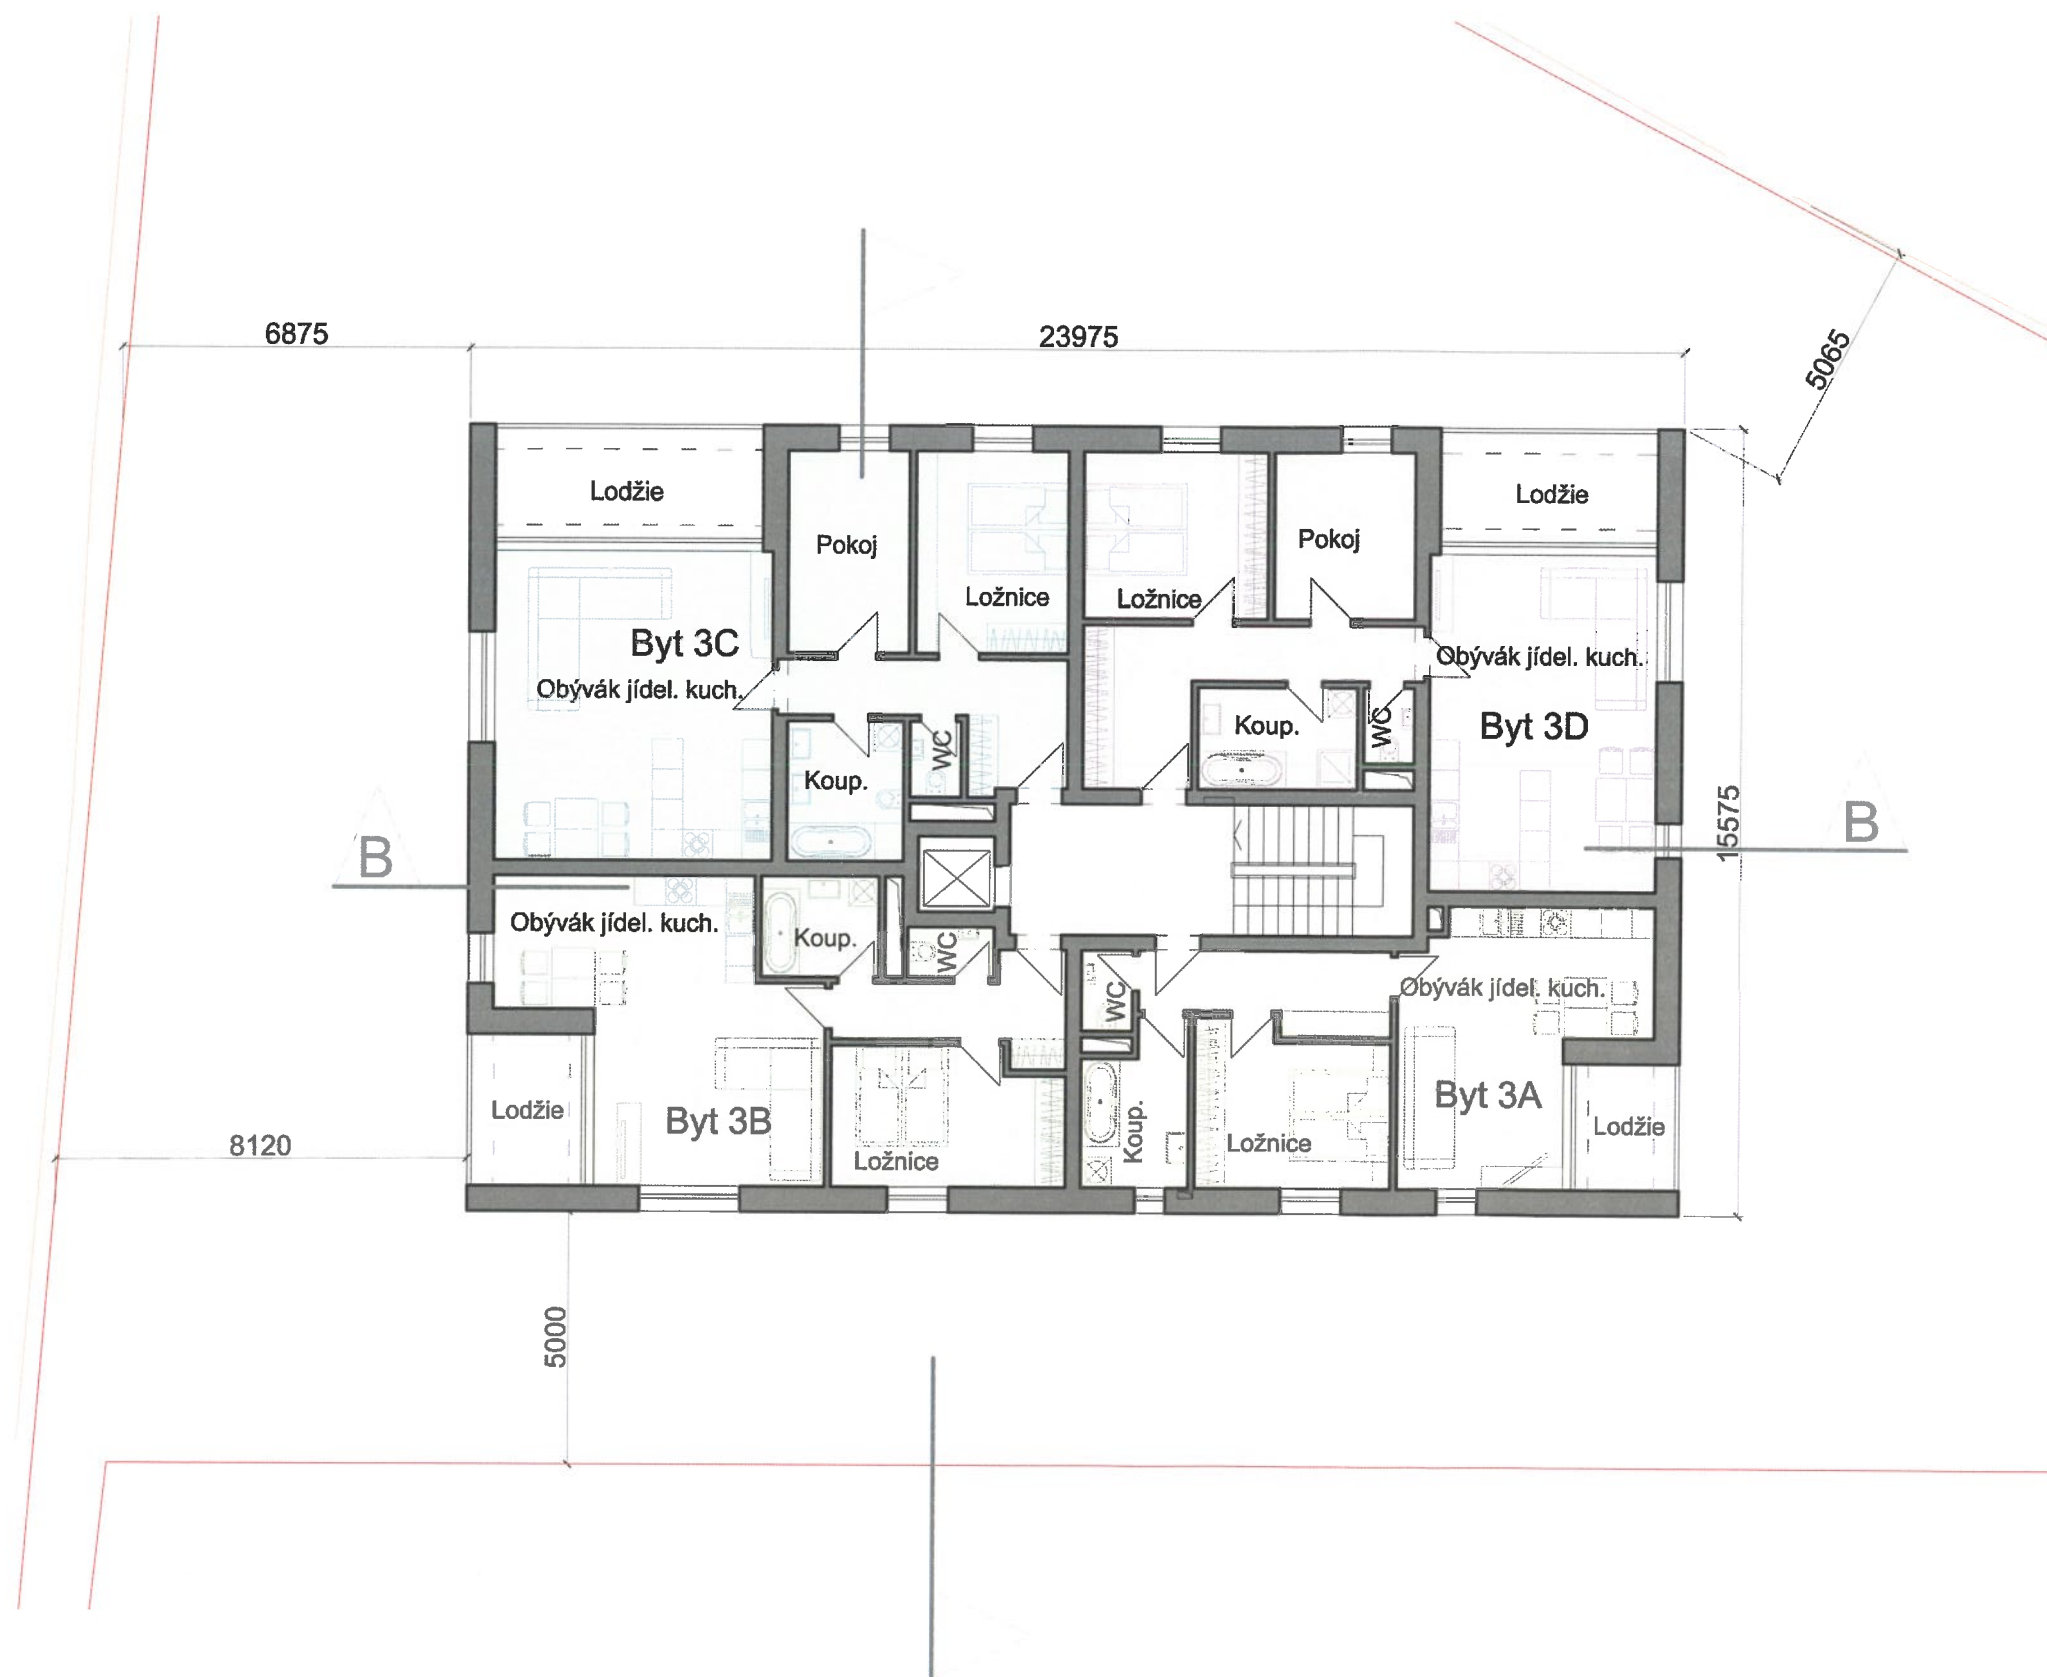 6875
23975
5065
Lodžie
Lodžie
Pokoj
Pokoj
Ložnice
Ložnice
Byt 3C
Obývák jídel. kuch.
Obývák jídel. kuch.
Byt 3D
Koup.
WC
WC
Koup.
15575
B
B
Obývák jídel. kuch.
Koup.
WC
WC
Obývák jídel. kuch.
Lodžie
Byt 3B
Ložnice
Koup.
Ložnice
Byt 3A
Lodžie
8120
5000